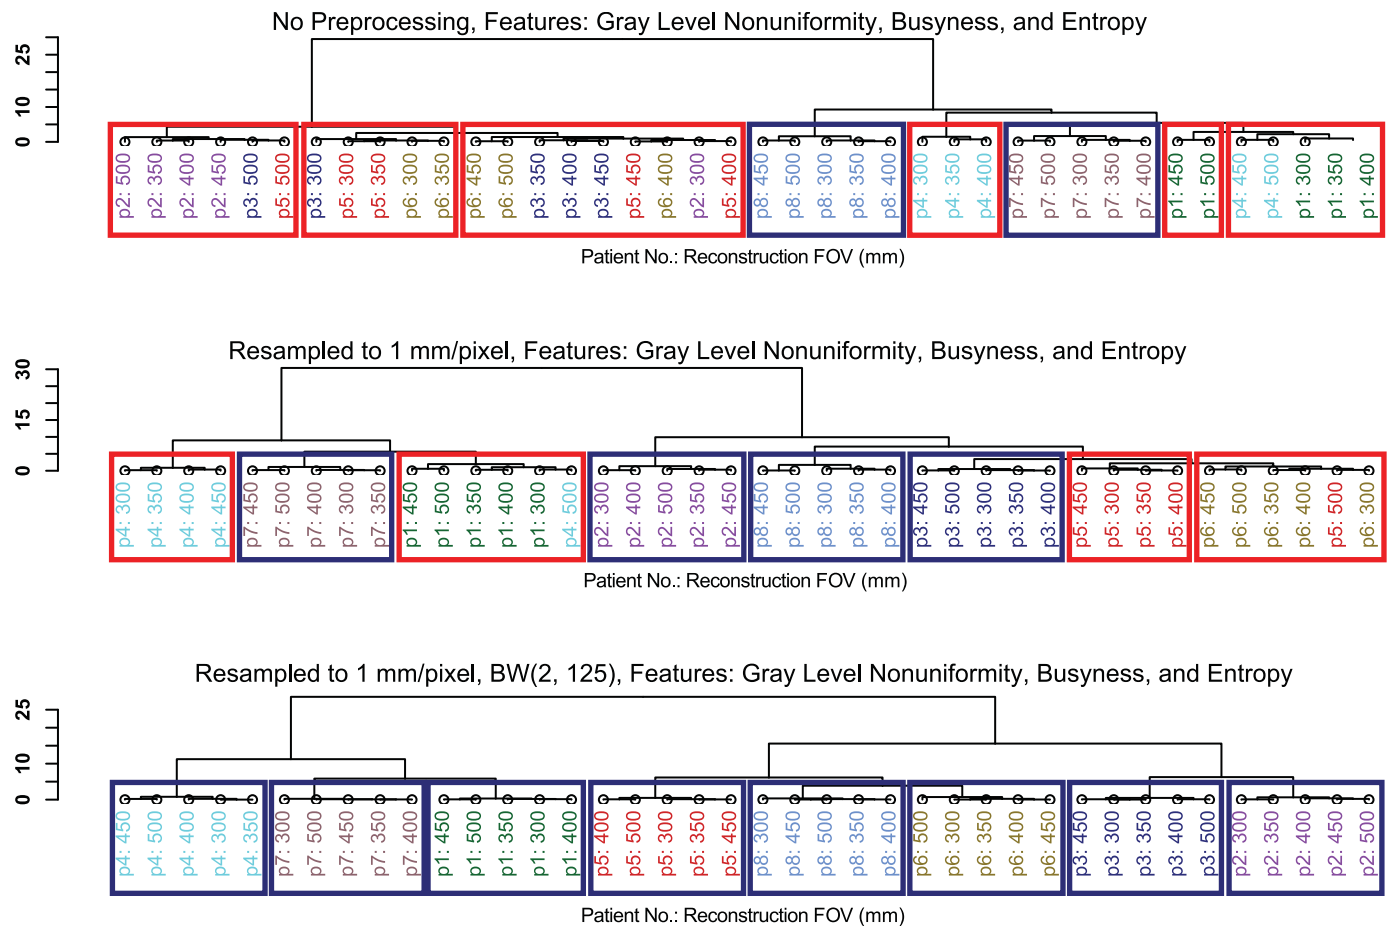 No Preprocessing, Features: Gray Level Nonuniformity, Busyness, and Entropy
25
10
0
p2: 500
p2: 350
p2: 400
p2: 450
p3: 500
p5: 500
p3: 300
p5: 300
p5: 350
p6: 300
p6: 350
p6: 450
p6: 500
p3: 350
p3: 400
p3: 450
p5: 450
p6: 400
p2: 300
p5: 400
p8: 450
p8: 500
p8: 300
p8: 350
p8: 400
p4: 300
p4: 350
p4: 400
p7: 450
p7: 500
p7: 300
p7: 350
p7: 400
p1: 450
p1: 500
p4: 450
p4: 500
p1: 300
p1: 350
p1: 400
Patient No.: Reconstruction FOV (mm)
Resampled to 1 mm/pixel, Features: Gray Level Nonuniformity, Busyness, and Entropy
30
15
0
p4: 300
p4: 350
p4: 400
p4: 450
p7: 450
p7: 500
p7: 400
p7: 300
p7: 350
p1: 450
p1: 500
p1: 350
p1: 400
p1: 300
p4: 500
p2: 300
p2: 400
p2: 500
p2: 350
p2: 450
p8: 450
p8: 500
p8: 300
p8: 350
p8: 400
p3: 450
p3: 500
p3: 300
p3: 350
p3: 400
p5: 450
p5: 300
p5: 350
p5: 400
p6: 450
p6: 500
p6: 350
p6: 400
p5: 500
p6: 300
Patient No.: Reconstruction FOV (mm)
Resampled to 1 mm/pixel, BW(2, 125), Features: Gray Level Nonuniformity, Busyness, and Entropy
25
10
0
p4: 450
p4: 500
p4: 400
p4: 300
p4: 350
p7: 300
p7: 500
p7: 450
p7: 350
p7: 400
p1: 450
p1: 500
p1: 350
p1: 300
p1: 400
p5: 400
p5: 500
p5: 300
p5: 350
p5: 450
p8: 300
p8: 450
p8: 500
p8: 350
p8: 400
p6: 500
p6: 300
p6: 350
p6: 400
p6: 450
p3: 450
p3: 300
p3: 350
p3: 400
p3: 500
p2: 300
p2: 350
p2: 400
p2: 450
p2: 500
Patient No.: Reconstruction FOV (mm)